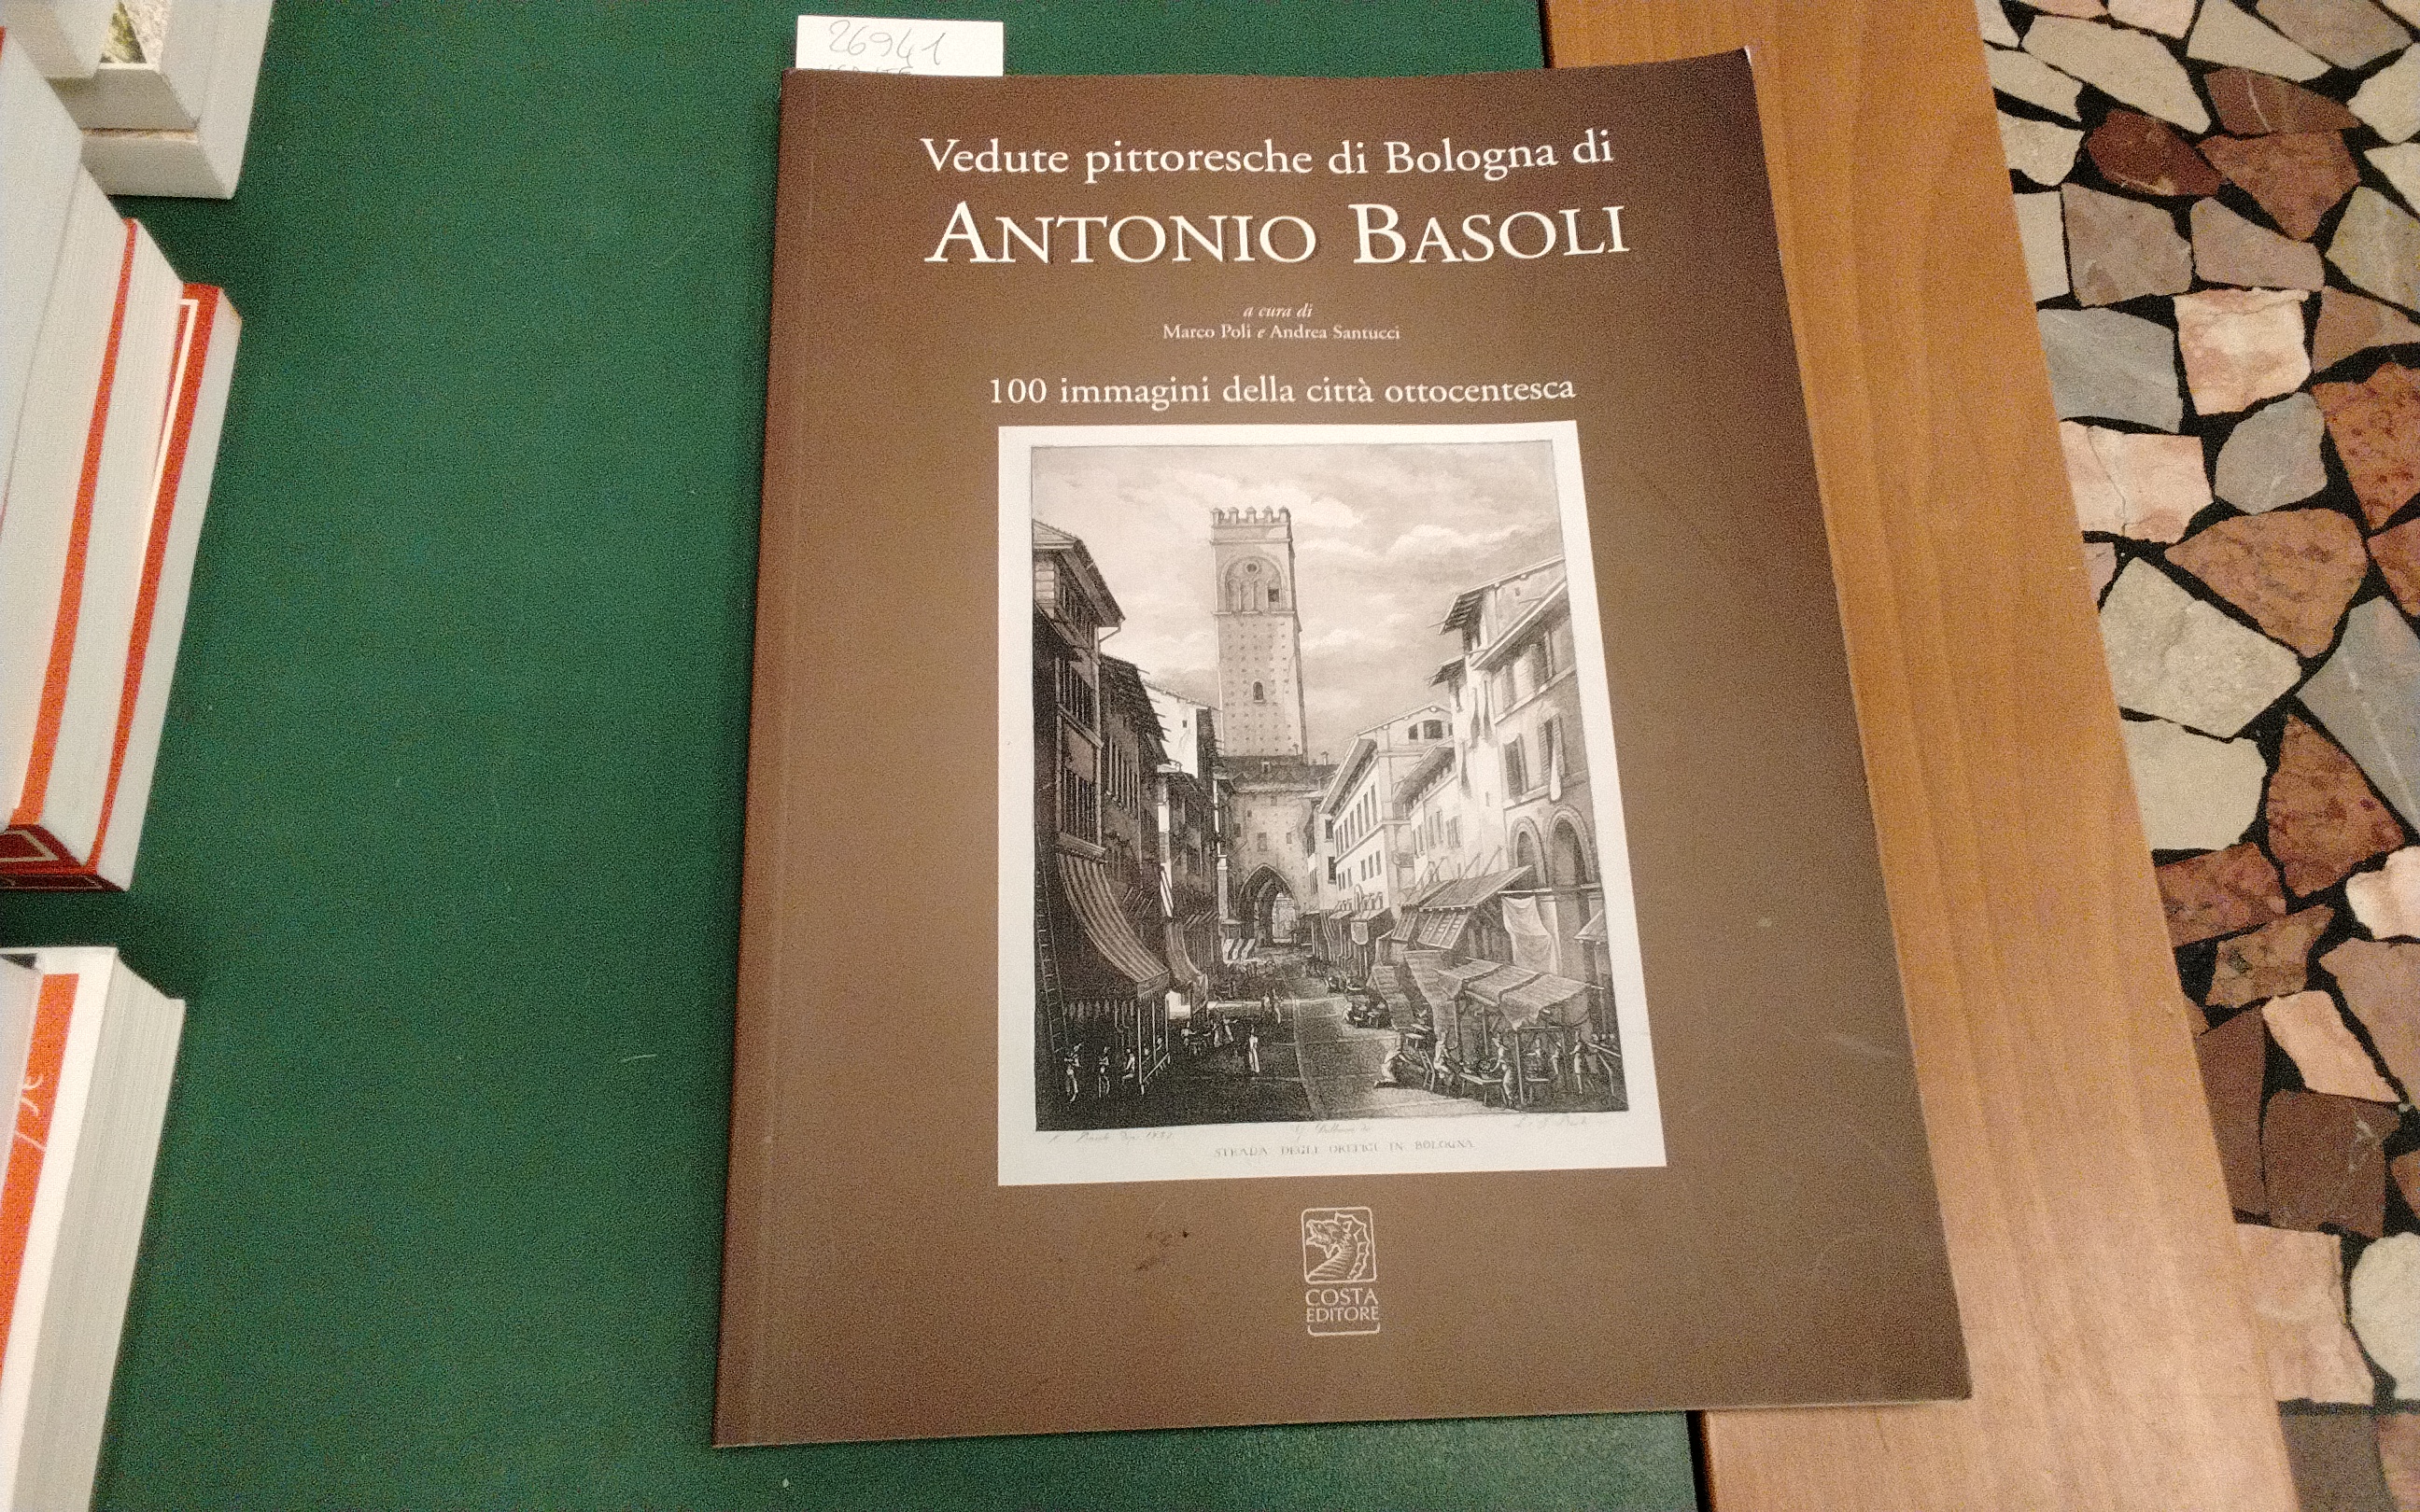 26941
Vedute pittoresche di Bologna di
ANTONIO BASOLI
a cura di
Marco Poli e Andrea Santucci
100 immagini della città ottocentesca
STRADA DEGLI OREFICI IN BOLOGNA
COSTA
EDITORE